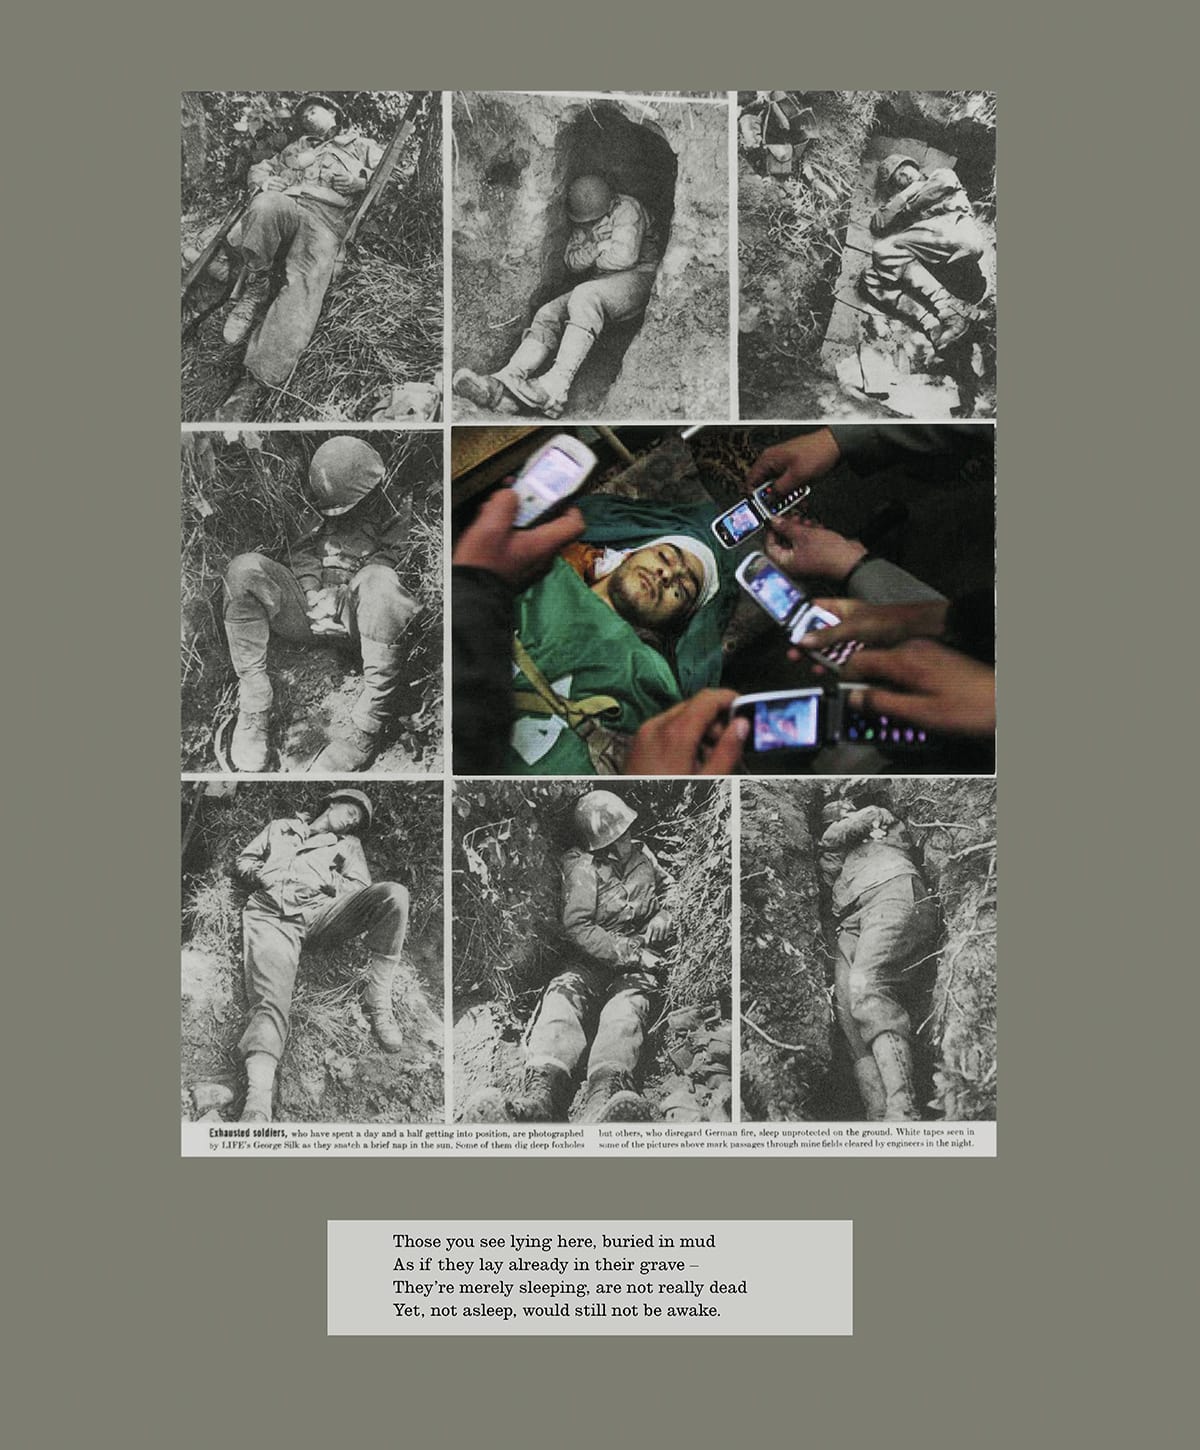 Exhausted soldiers, who have spent a day and a half getting into position, are photographed
by LIFE's George Silk as they snatch a brief nap in the sun. Some of them dig deep foxholes
but others, who disregard German fire, sleep unprotected on the ground. White tapes seen in
some of the pictures above mark passages through mine fields cleared by engineers in the night.
Those you see lying here, buried in mud
As if they lay already in their grave –
They're merely sleeping, are not really dead
Yet, not asleep, would still not be awake.